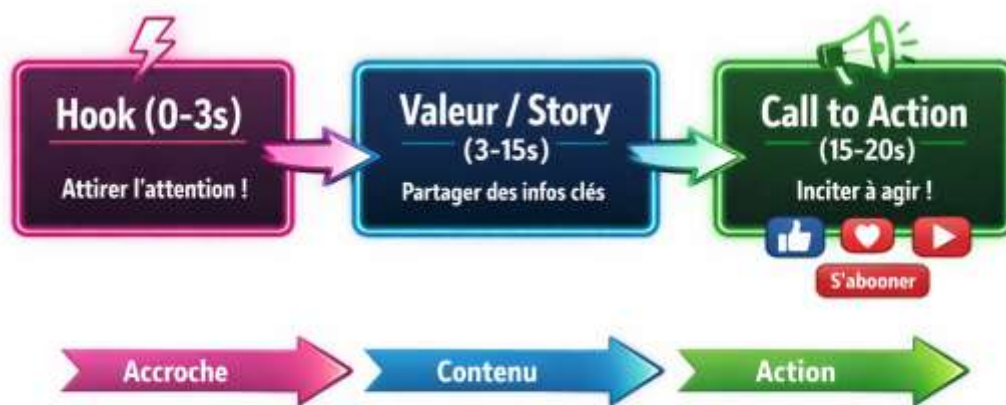 Hook (0-3s)
Attirer l'attention !
Valeur / Story
(3-15s)
Partager des infos clés
Call to Action
(15-20s)
Inciter à agir !
S'abooner
Accroche
Contenu
Action